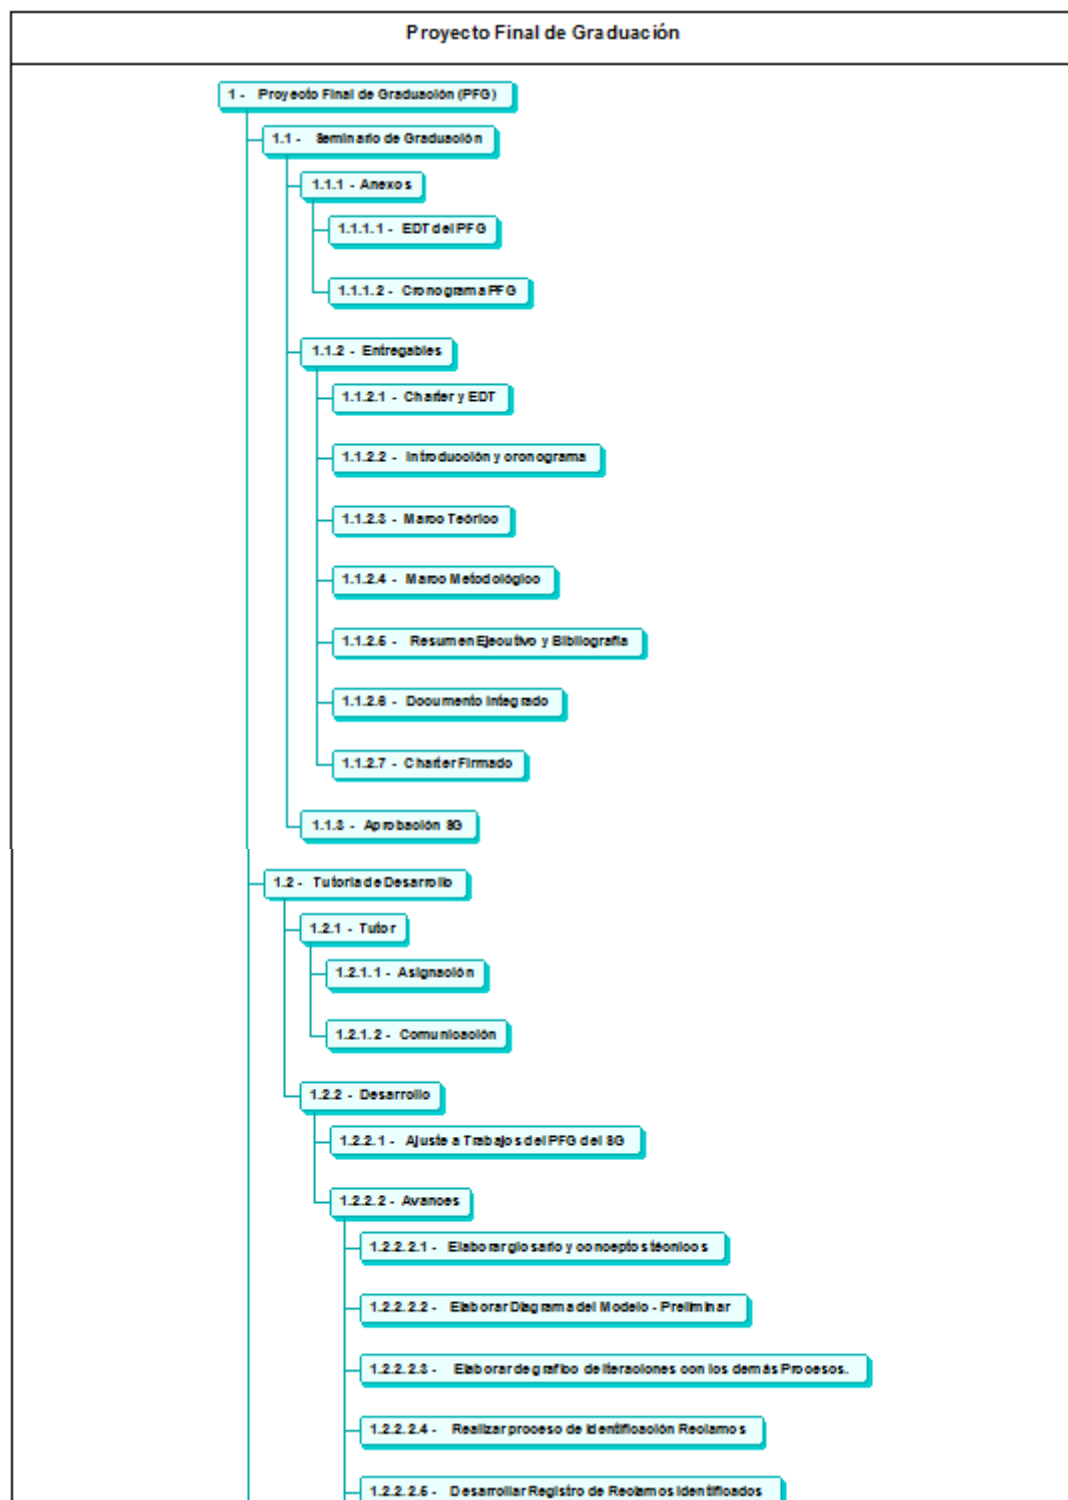 Proyecto Final de Graduación
1 - Proyecto Final de Graduación (PFG)
1.1 - Seminario de Graduación
1.1.1 - Anexos
1.1.1.1 - EDT del PFG
1.1.1.2 - Cronograma PFG
1.1.2 - Entregables
1.1.2.1 - Charter y EDT
1.1.2.2 - Introducción y cronograma
1.1.2.3 - Marco Teórico
1.1.2.4 - Marco Metodológico
1.1.2.5 - Resumen Ejecutivo y Bibliografía
1.1.2.6 - Documento Integrado
1.1.2.7 - Charter Firmado
1.1.3 - Aprobación SG
1.2 - Tutoría de Desarrollo
1.2.1 - Tutor
1.2.1.1 - Asignación
1.2.1.2 - Comunicación
1.2.2 - Desarrollo
1.2.2.1 - Ajuste a Trabajos del PFG del SG
1.2.2.2 - Avances
1.2.2.2.1 - Elaborar glosario y conceptos técnicos
1.2.2.2.2 - Elaborar Diagrama del Modelo - Preliminar
1.2.2.2.3 - Elaborar de grafico de Iteraciones con los demás Procesos.
1.2.2.2.4 - Realizar proceso de Identificación Reclamos
1.2.2.2.5 - Desarrollar Registro de Reclamos Identificados